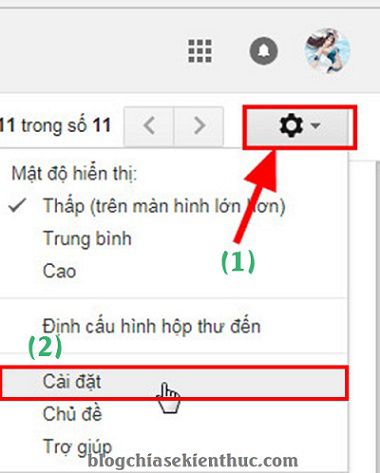 11 trong số 11
Mật độ hiển thị:
Thấp (trên màn hình lớn hơn)
Trung bình
(1)
Cao
Định cấu hình hộp thư đến
(2)
Cài đặt
Chủ đề
Trợ giúp
blogchiasekienthuc.com